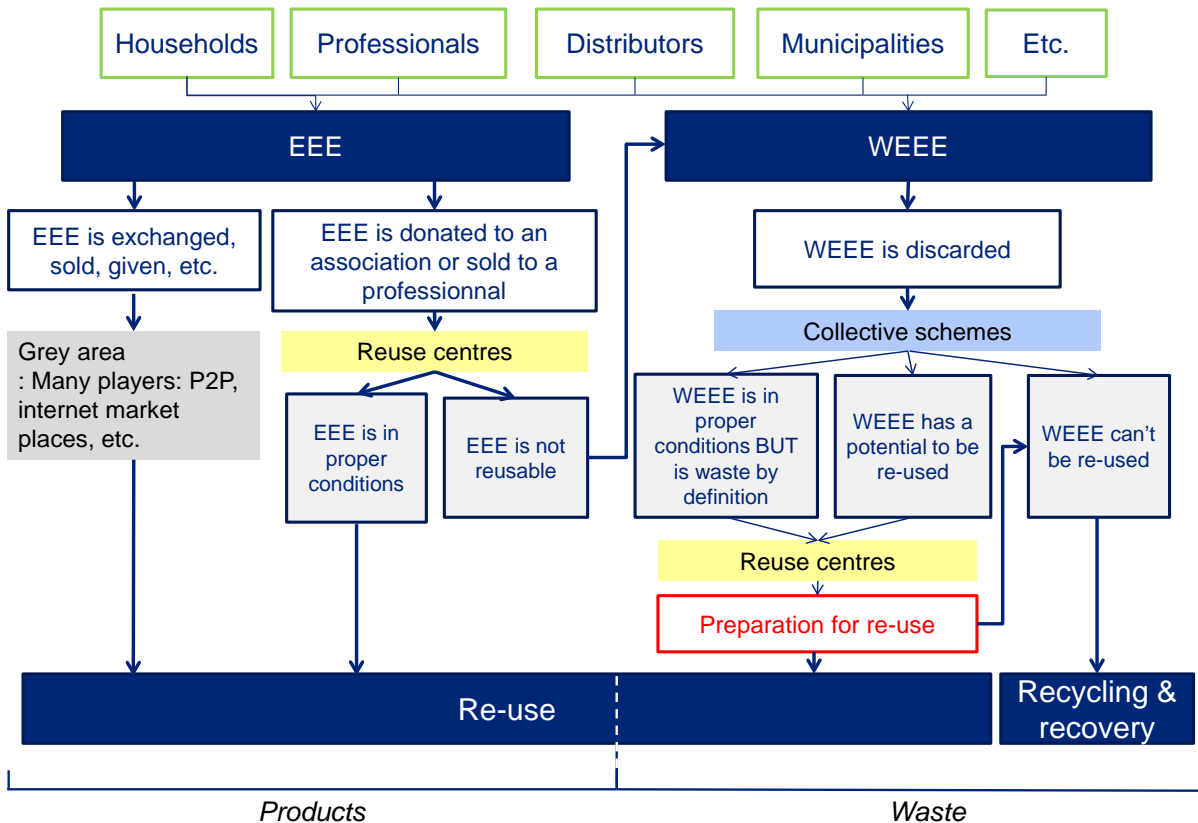 Households
Professionals
Distributors
Municipalities
Etc.
EEE
WEEE
EEE is exchanged,
sold, given, etc.
EEE is donated to an
association or sold to a
professionnal
WEEE is discarded
Grey area
: Many players: P2P,
internet market
places, etc.
Reuse centres
Collective schemes
EEE is in
proper
conditions
EEE is not
reusable
WEEE is in
proper
conditions BUT
is waste by
definition
WEEE has a
potential to be
re-used
WEEE can't
be re-used
Reuse centres
Preparation for re-use
Re-use
Recycling &
recovery
Products
Waste